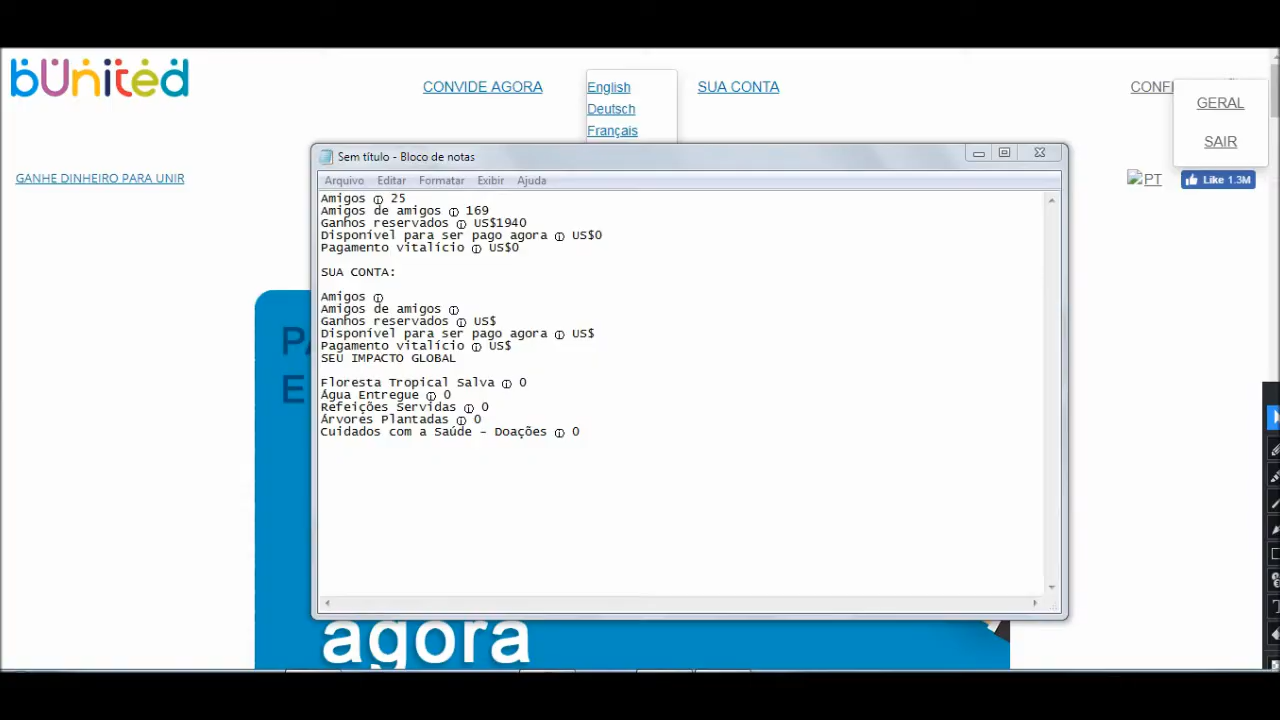 bUnited
CONVIDE AGORA
English
Deutsch
Français
SUA CONTA
GERAL
SAIR
GANHE DINHEIRO PARA UNIR
PT
Like 1.3M
Sem título - Bloco de notas
Arquivo Editar Formatar Exibir Ajuda
Amigos ⓘ 25
Amigos de amigos ⓘ 169
Ganhos reservados ⓘ US$1940
Disponível para ser pago agora ⓘ US$0
Pagamento vitalício ⓘ US$0
SUA CONTA:
Amigos ⓘ
Amigos de amigos ⓘ
Ganhos reservados ⓘ US$
Disponível para ser pago agora ⓘ US$
Pagamento vitalício ⓘ US$
SEU IMPACTO GLOBAL
Floresta Tropical Salva ⓘ 0
Água Entregue ⓘ 0
Refeições Servidas ⓘ 0
Árvores Plantadas ⓘ 0
Cuidados com a Saúde - Doações ⓘ 0
agora